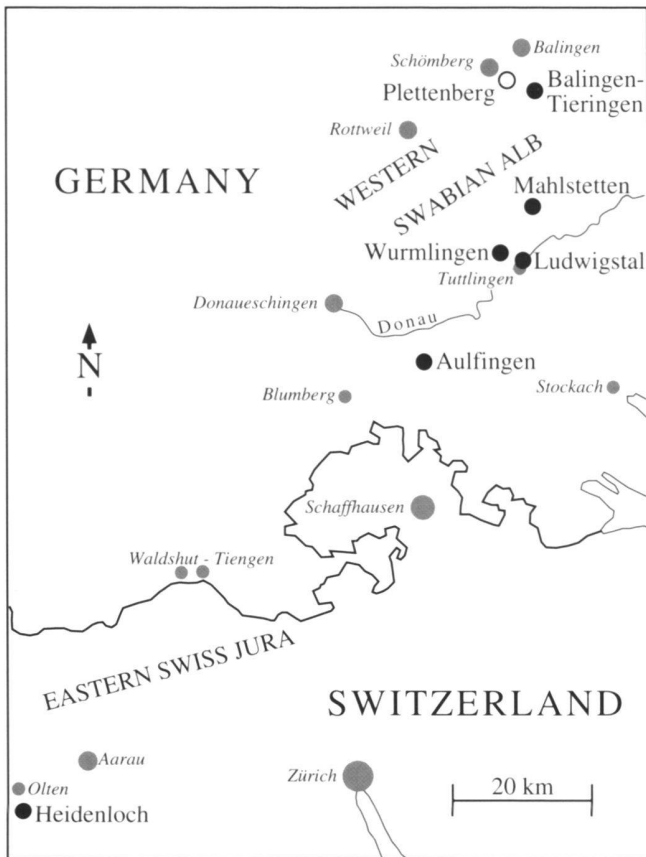 Balingen
Schömberg
Plettenberg
Balingen-
Tieringen
Rottweil
WESTERN
SWABIAN ALB
GERMANY
Mahlstetten
Wurmlingen
Ludwigstal
Tuttlingen
Donaueschingen
Donau
N
Aulfingen
Blumberg
Stockach
Schaffhausen
Waldshut - Tiengen
EASTERN SWISS JURA
SWITZERLAND
Aarau
Zürich
20 km
Olten
Heidenloch